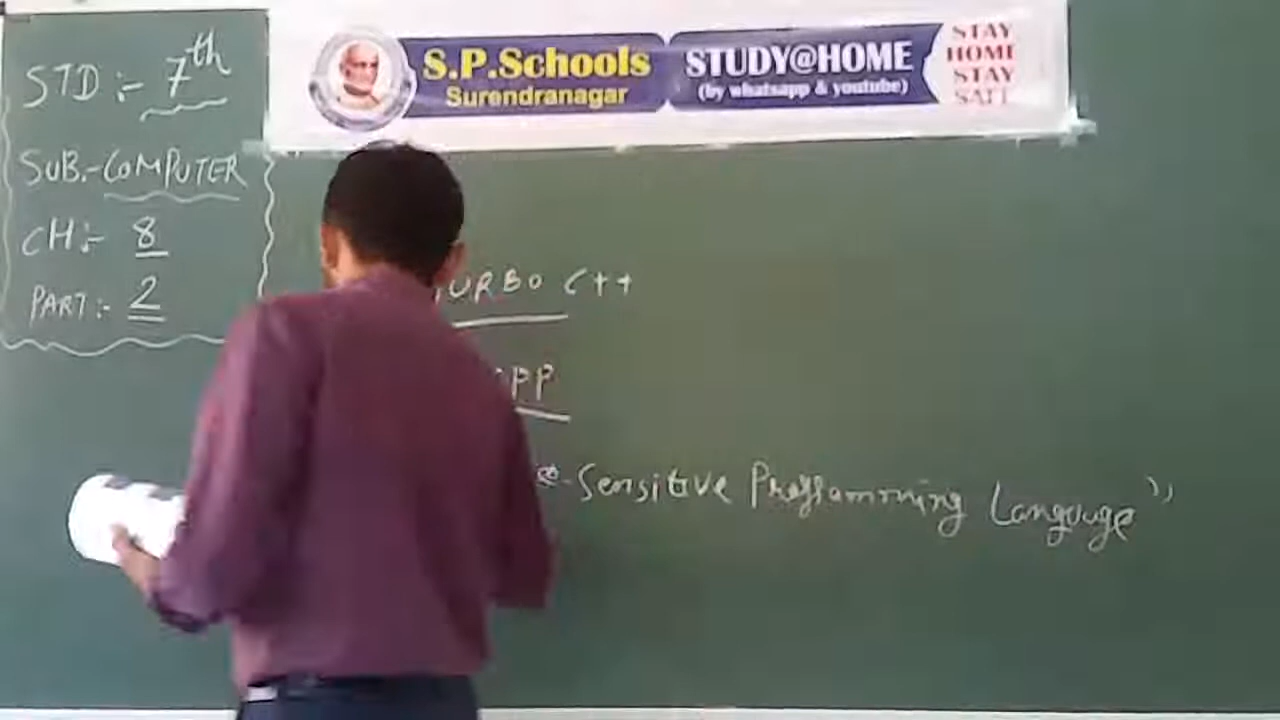 STD :- 7th
SUB.- COMPUTER
CH:- 8
PART:- 2
S.P.Schools
Surendranagar
STUDY@HOME
(by whatsapp & youtube)
STAY
HOME
STAY
SAFE
TURBO C++
PP
-Sensitive Programming Language"